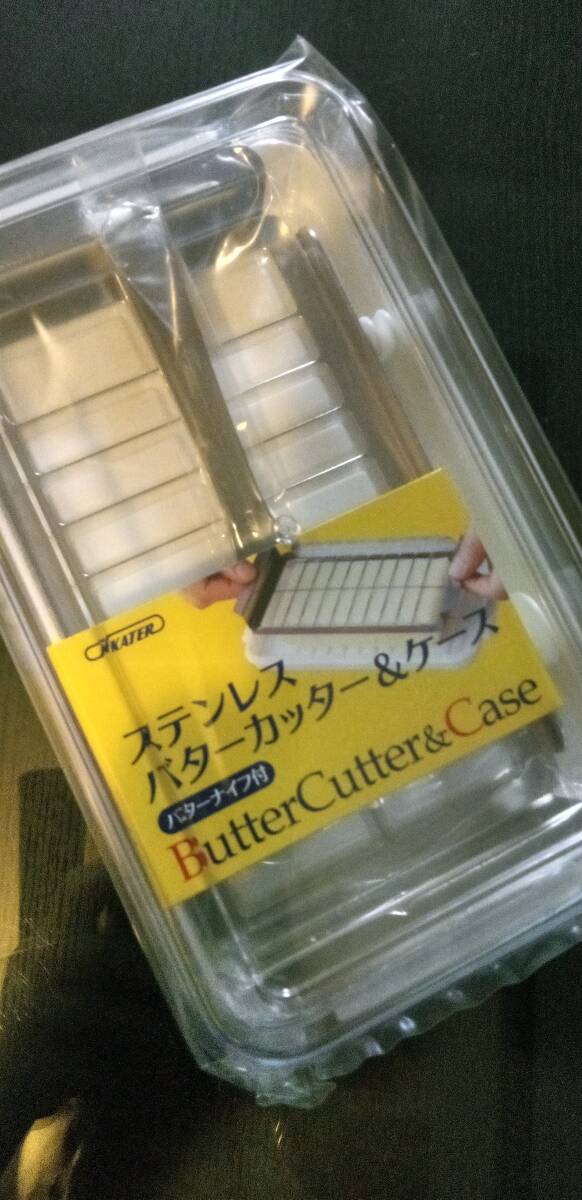 KATER
ステンレス
バターカッター&ケース
バターナイフ付
ButterCutter&Case